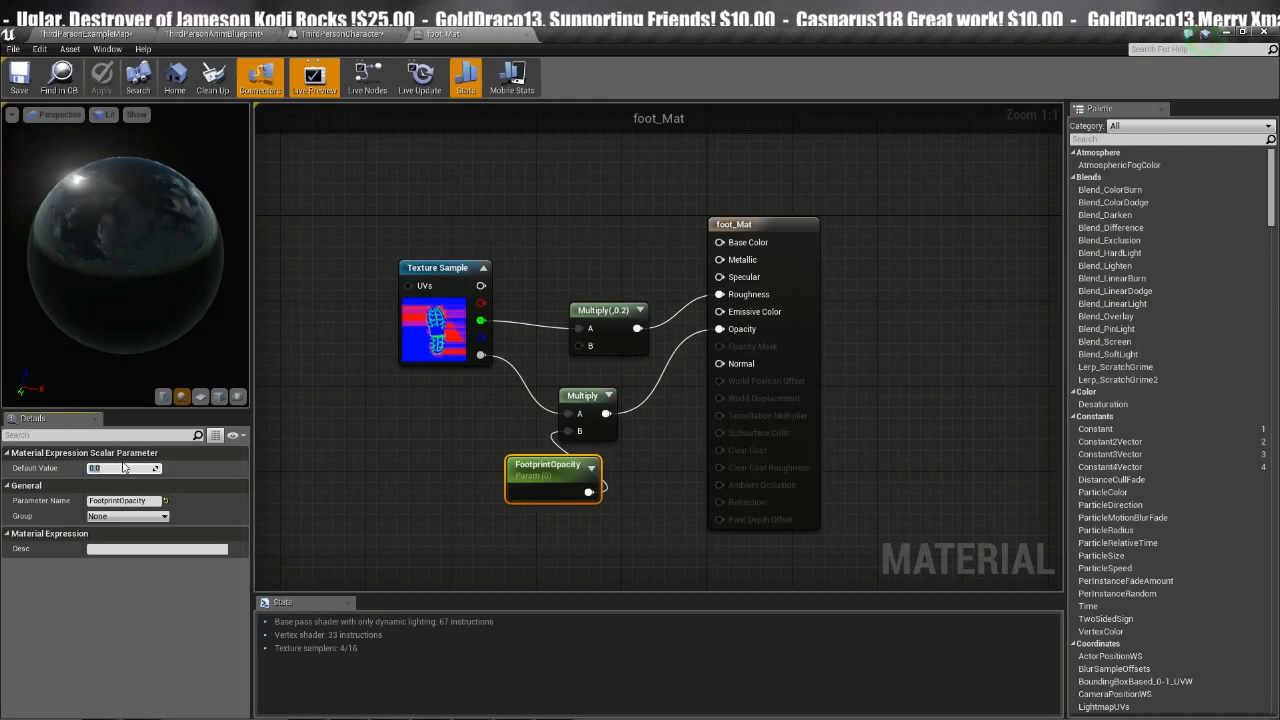 - Uglar, Destroyer of Jameson Kodi Rocks !$25.00 - GoldDraco13, Supporting Friends! $10.00 - Casparus118 Great work! $10.00 - GoldDraco13,Merry Xma
ThirdPersonExampleMap*
ThirdPersonAnimBlueprint*
ThirdPersonCharacter*
foot_Mat
File Edit Asset Window Help
Search For Help
Save
Find in CB
Apply
Search
Home
Clean Up
Connectors
Live Preview
Live Nodes
Live Update
Stats
Mobile Stats
Perspective
Lit
Show
foot_Mat
Zoom 1:1
Texture Sample
UVs
Multiply(,0.2)
A
B
Multiply
A
B
FootprintOpacity
Param (0)
foot_Mat
Base Color
Metallic
Specular
Roughness
Emissive Color
Opacity
Opacity Mask
Normal
World Position Offset
World Displacement
Tessellation Multiplier
Subsurface Color
Clear Coat
Clear Coat Roughness
Ambient Occlusion
Refraction
Pixel Depth Offset
MATERIAL
Details
Search
Material Expression Scalar Parameter
Default Value 0.0
General
Parameter Name FootprintOpacity
Group None
Material Expression
Desc
Stats
Base pass shader with only dynamic lighting: 67 instructions
Vertex shader: 33 instructions
Texture samplers: 4/16
Palette
Category: All
Search
Atmosphere
AtmosphericFogColor
Blends
Blend_ColorBurn
Blend_ColorDodge
Blend_Darken
Blend_Difference
Blend_Exclusion
Blend_HardLight
Blend_Lighten
Blend_LinearBurn
Blend_LinearDodge
Blend_LinearLight
Blend_Overlay
Blend_PinLight
Blend_Screen
Blend_SoftLight
Lerp_ScratchGrime
Lerp_ScratchGrime2
Color
Desaturation
Constants
Constant 1
Constant2Vector 2
Constant3Vector 3
Constant4Vector 4
DistanceCullFade
ParticleColor
ParticleDirection
ParticleMotionBlurFade
ParticleRadius
ParticleRelativeTime
ParticleSize
ParticleSpeed
PerInstanceFadeAmount
PerInstanceRandom
Time
TwoSidedSign
VertexColor
Coordinates
ActorPositionWS
BlurSampleOffsets
BoundingBoxBased_0-1_UVW
CameraPositionWS
LightmapUVs